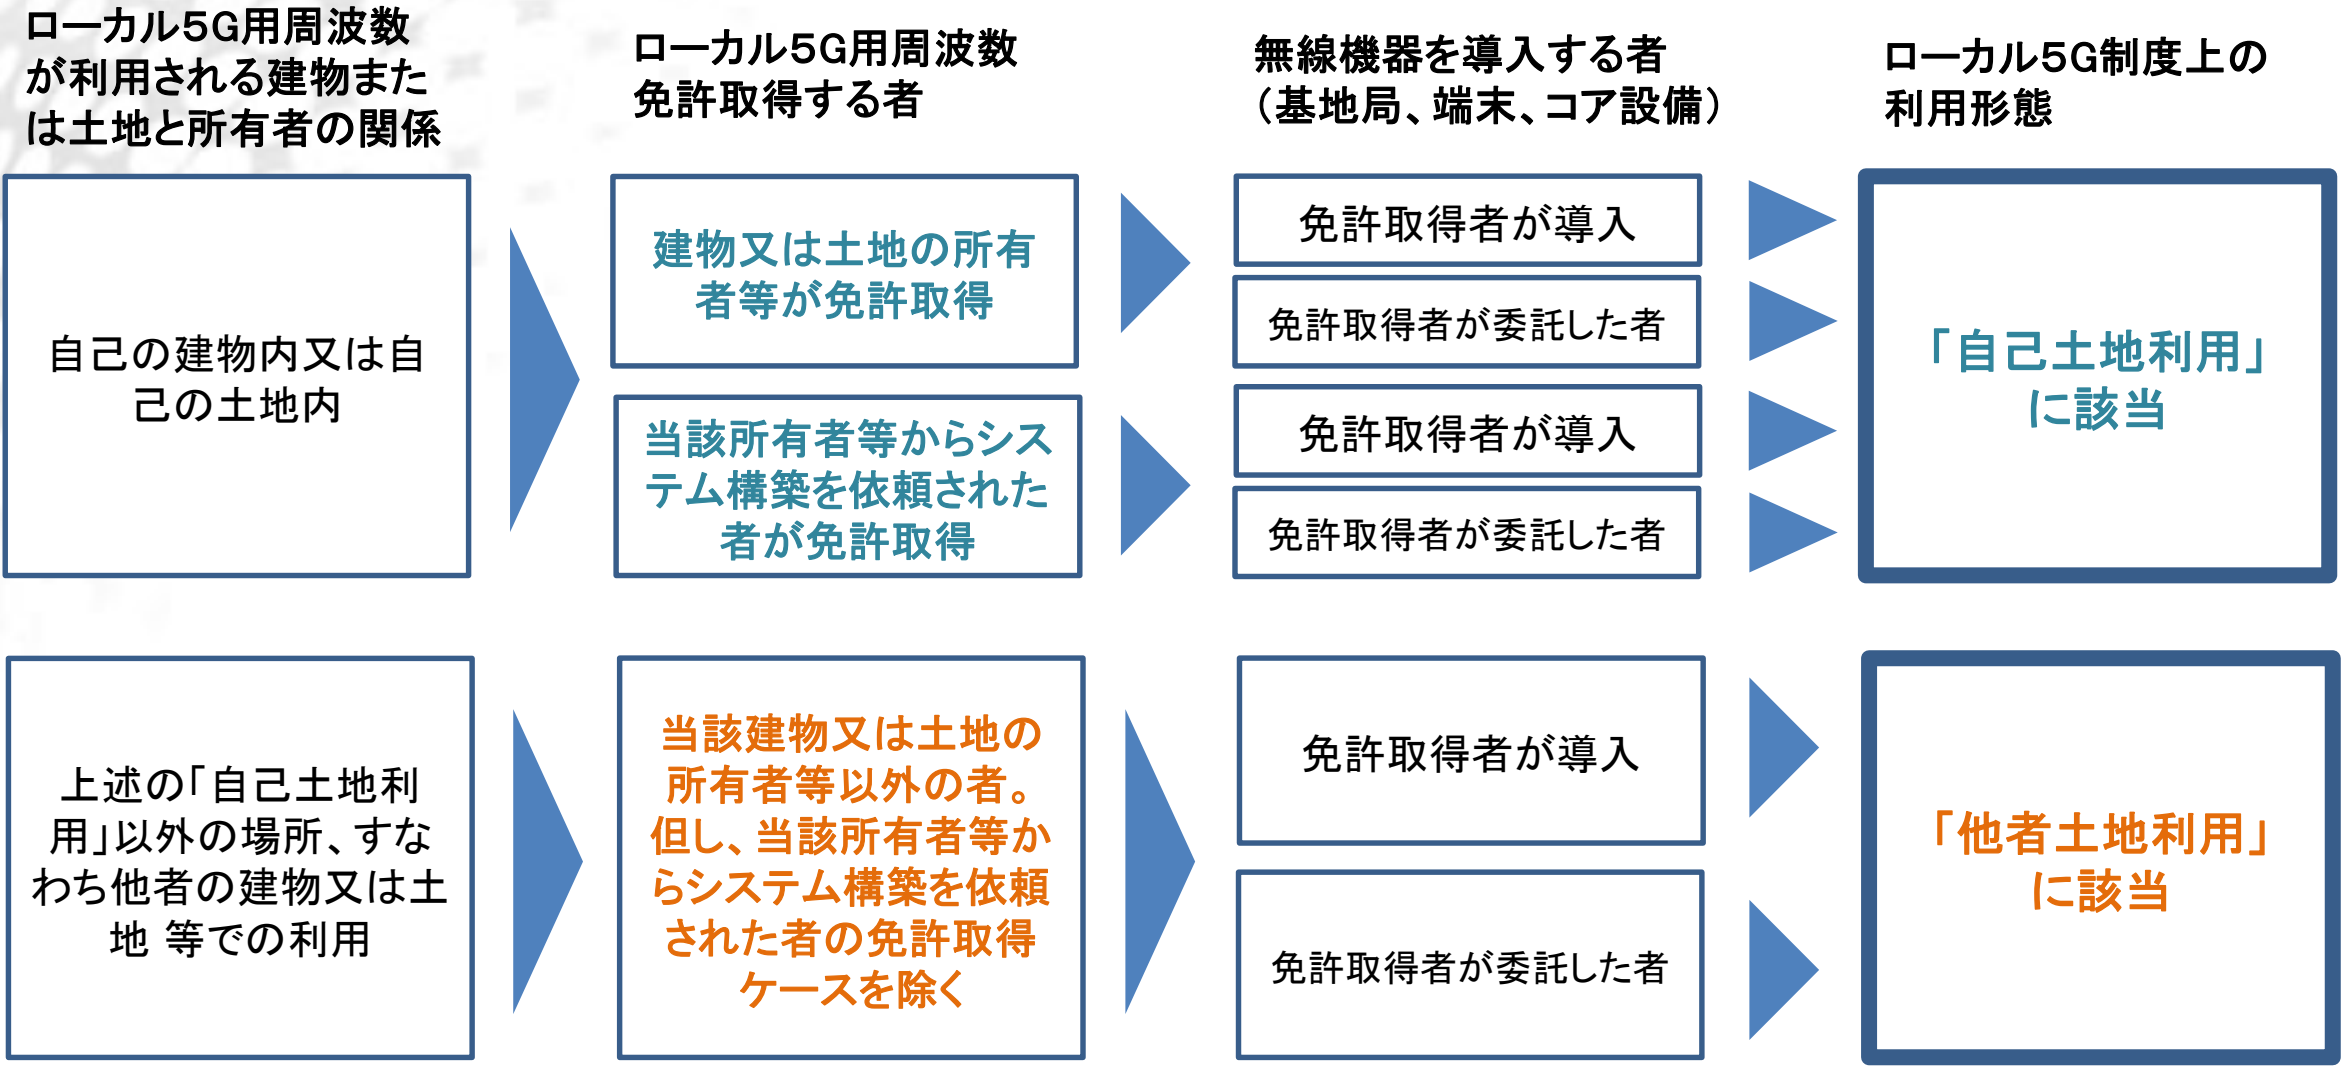 ローカル5G用周波数
が利用される建物また
は土地と所有者の関係
ローカル5G用周波数
免許取得する者
無線機器を導入する者
（基地局、端末、コア設備）
ローカル5G制度上の
利用形態
自己の建物内又は自
己の土地内
建物又は土地の所有
者等が免許取得
当該所有者等からシス
テム構築を依頼された
者が免許取得
免許取得者が導入
免許取得者が委託した者
免許取得者が導入
免許取得者が委託した者
「自己土地利用」
に該当
上述の「自己土地利
用」以外の場所、すな
わち他者の建物又は土
地 等での利用
当該建物又は土地の
所有者等以外の者。
但し、当該所有者等か
らシステム構築を依頼
された者の免許取得
ケースを除く
免許取得者が導入
免許取得者が委託した者
「他者土地利用」
に該当